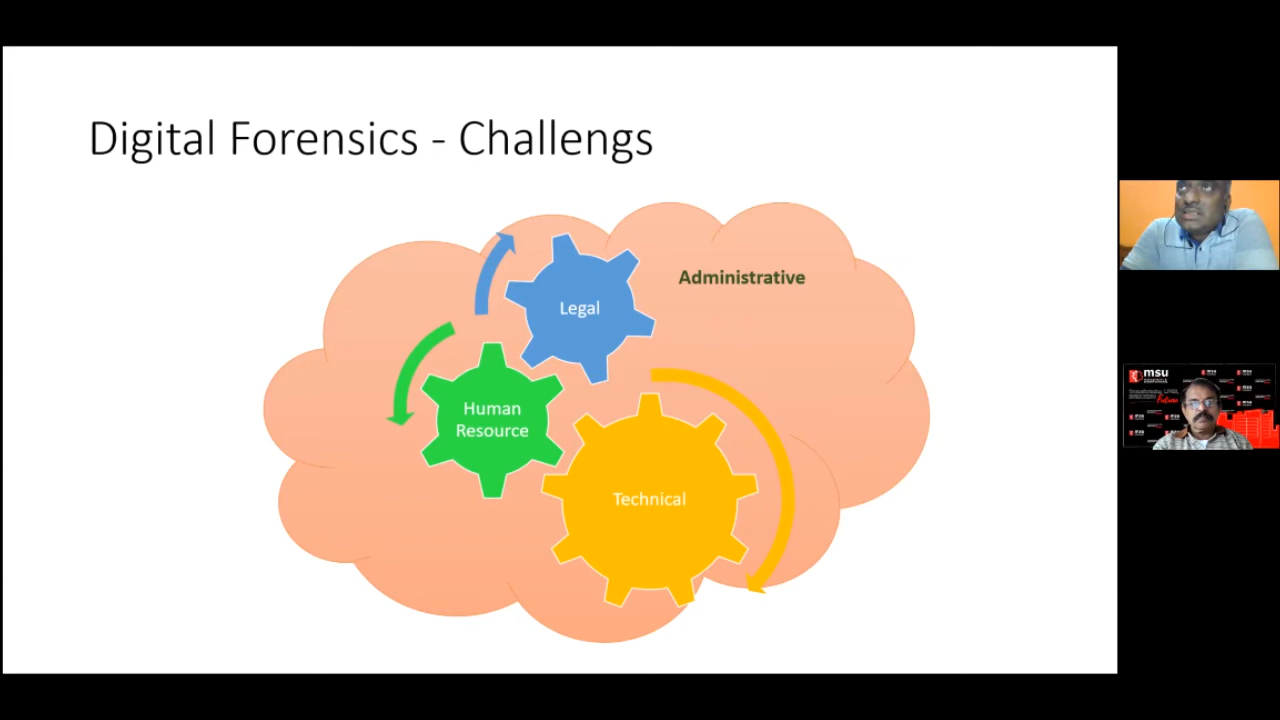 Digital Forensics - Challengs
Administrative
Legal
Human
Resource
Technical
msu